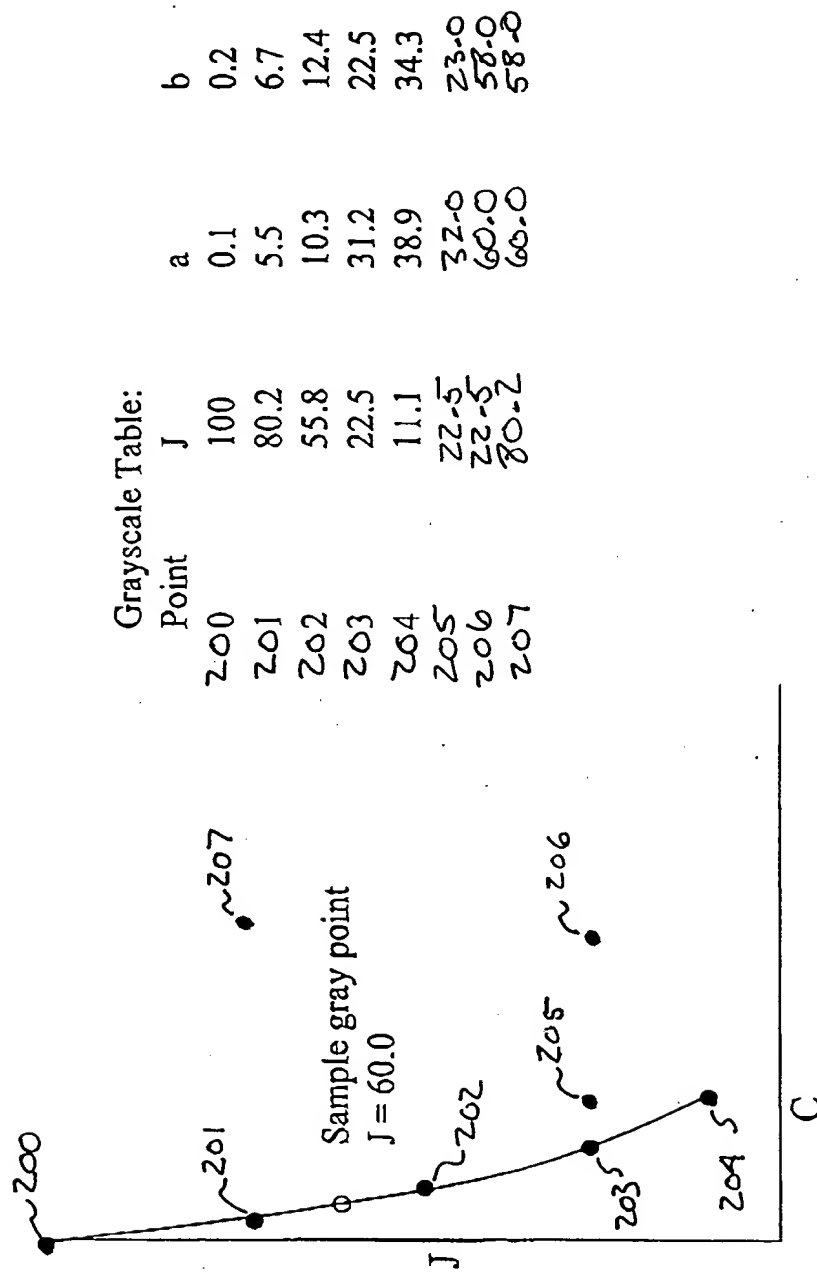 Grayscale Table:
Point J a b
200 100 0.1 0.2
201 80.2 5.5 6.7
202 55.8 10.3 12.4
203 22.5 31.2 22.5
204 11.1 38.9 34.3
205 22.5 32.0 23.0
206 22.5 60.0 58.0
207 80.2 60.0 58.0
200
201
207
Sample gray point
J = 60.0
202
205
206
203
204
J
C